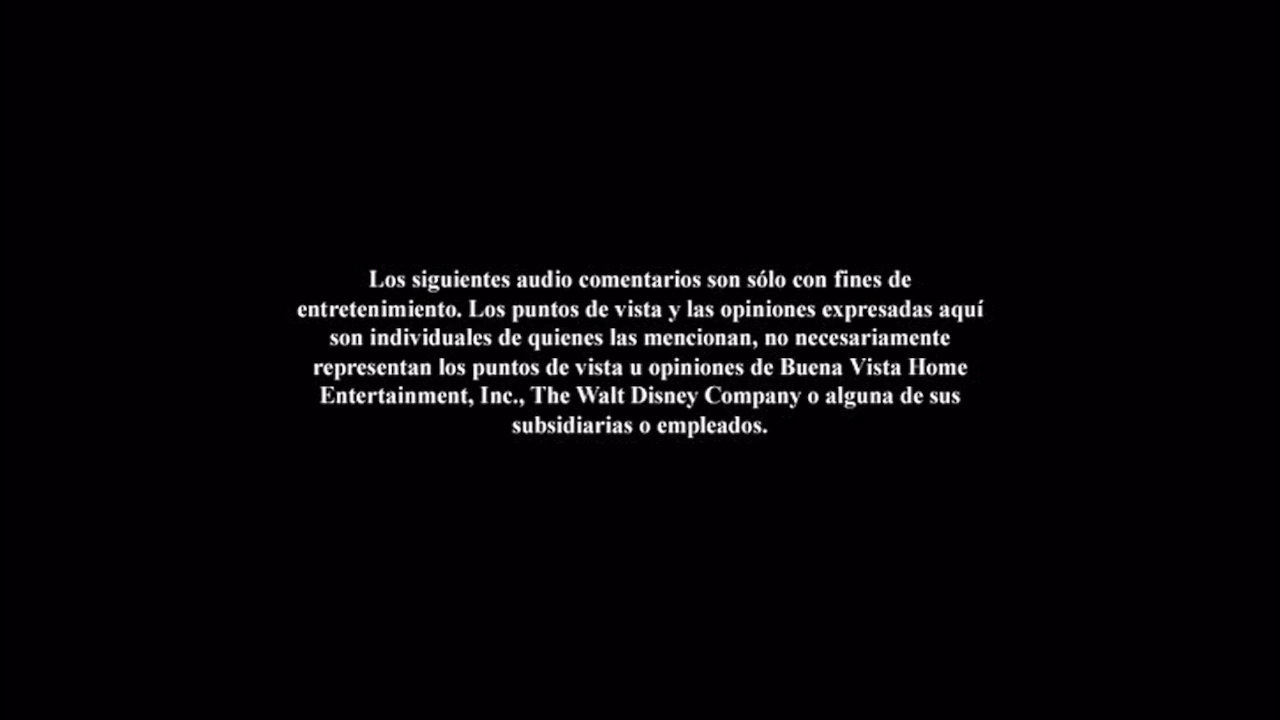 Los siguientes audio comentarios son sólo con fines de
entretenimiento. Los puntos de vista y las opiniones expresadas aquí
son individuales de quienes las mencionan, no necesariamente
representan los puntos de vista u opiniones de Buena Vista Home
Entertainment, Inc., The Walt Disney Company o alguna de sus
subsidiarias o empleados.